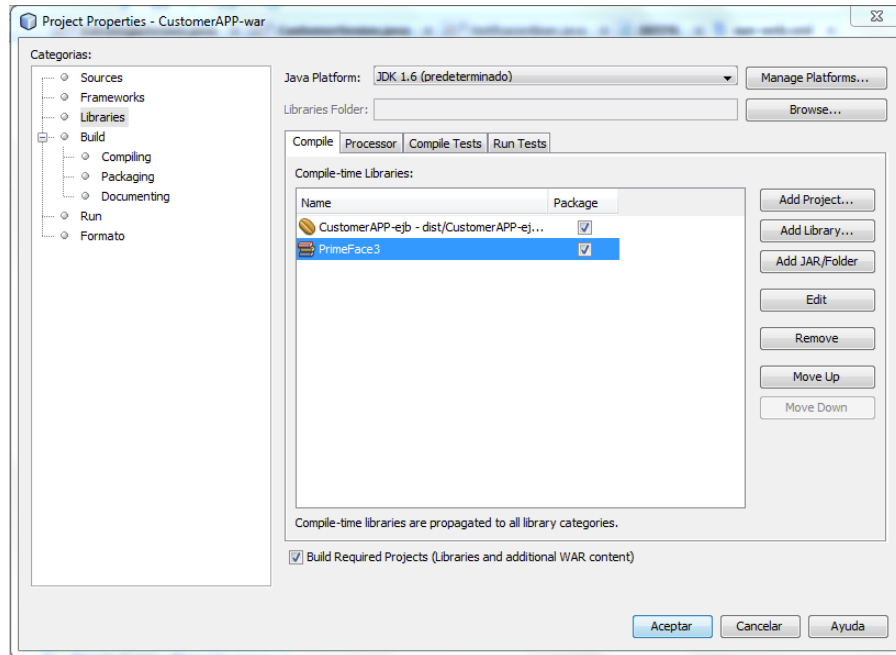 Project Properties - CustomerAPP-war
Categorias:
Sources
Frameworks
Libraries
Build
Compiling
Packaging
Documenting
Run
Formato
Java Platform: JDK 1.6 (predeterminado) Manage Platforms...
Libraries Folder: Browse...
Compile Processor Compile Tests Run Tests
Compile-time Libraries:
Name Package
CustomerAPP-ejb - dist/CustomerAPP-ej...
PrimeFace3
Add Project...
Add Library...
Add JAR/Folder
Edit
Remove
Move Up
Move Down
Compile-time libraries are propagated to all library categories.
Build Required Projects (Libraries and additional WAR content)
Aceptar Cancelar Ayuda